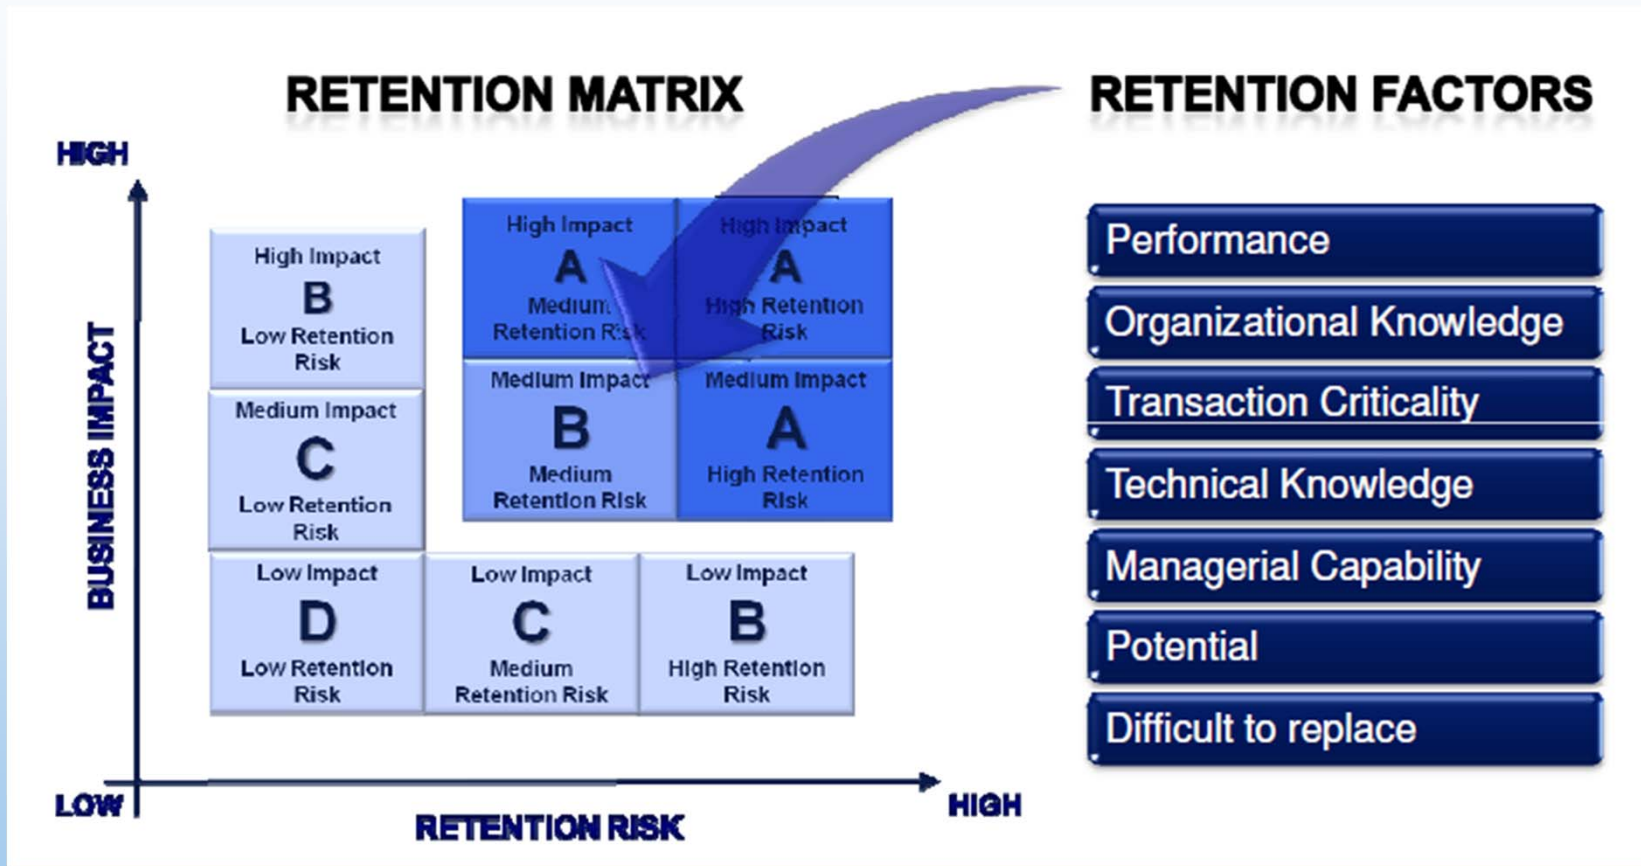 RETENTION MATRIX
RETENTION FACTORS
HIGH
BUSINESS IMPACT
High Impact
B
Low Retention
Risk
High Impact
A
Medium
Retention Risk
High Impact
A
High Retention
Risk
Medium Impact
C
Low Retention
Risk
Medium Impact
B
Medium
Retention Risk
Medium Impact
A
High Retention
Risk
Low Impact
D
Low Retention
Risk
Low Impact
C
Medium
Retention Risk
Low Impact
B
High Retention
Risk
LOW
RETENTION RISK
HIGH
Performance
Organizational Knowledge
Transaction Criticality
Technical Knowledge
Managerial Capability
Potential
Difficult to replace